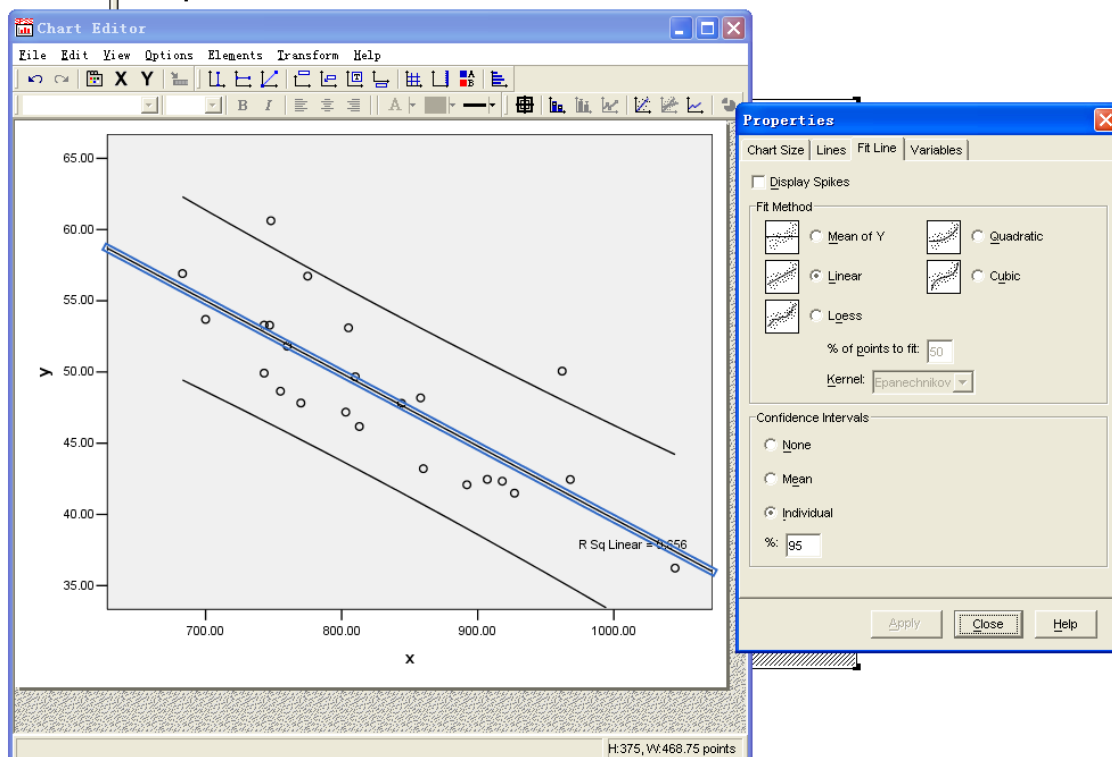 Chart Editor
File Edit View Options Elements Transform Help
X Y
B I A
65.00
60.00
55.00
50.00
45.00
40.00
35.00
y
R Sq Linear = 0.656
700.00 800.00 900.00 1000.00
x
H:375, W:468.75 points
Properties
Chart Size Lines Fit Line Variables
Display Spikes
Fit Method
Mean of Y Quadratic
Linear Cubic
Loess
% of points to fit: 50
Kernel: Epanechnikov
Confidence Intervals
None
Mean
Individual
%: 95
Apply Close Help